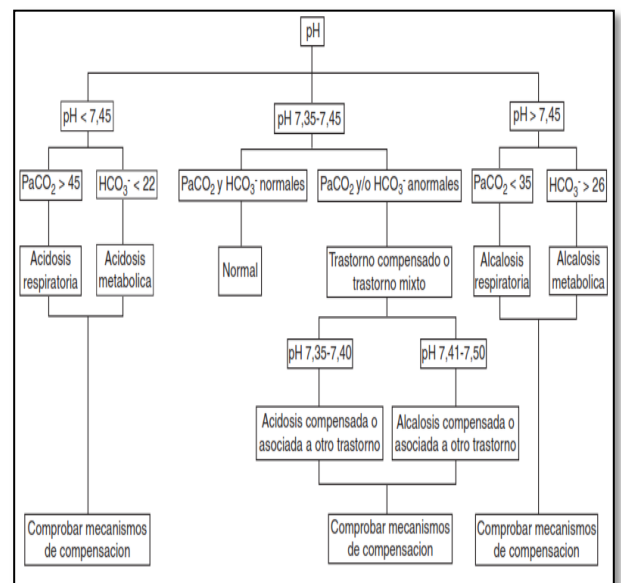 pH
pH < 7,45
pH 7,35-7,45
pH > 7,45
PaCO₂ > 45
HCO₃⁻ < 22
PaCO₂ y HCO₃⁻ normales
PaCO₂ y/o HCO₃⁻ anormales
PaCO₂ < 35
HCO₃⁻ > 26
Acidosis
respiratoria
Acidosis
metabolica
Normal
Trastorno compensado o
trastorno mixto
Alcalosis
respiratoria
Alcalosis
metabolica
pH 7,35-7,40
pH 7,41-7,50
Acidosis compensada o
asociada a otro trastorno
Alcalosis compensada o
asociada a otro trastorno
Comprobar mecanismos
de compensacion
Comprobar mecanismos
de compensacion
Comprobar mecanismos
de compensacion